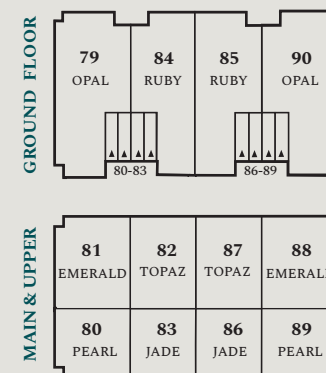 GROUND FLOOR
79 84 85 90
OPAL RUBY RUBY OPAL
80-83 86-89
MAIN & UPPER
81 82 87 88
EMERALD TOPAZ TOPAZ EMERAL
80 83 86 89
PEARL JADE JADE PEARL